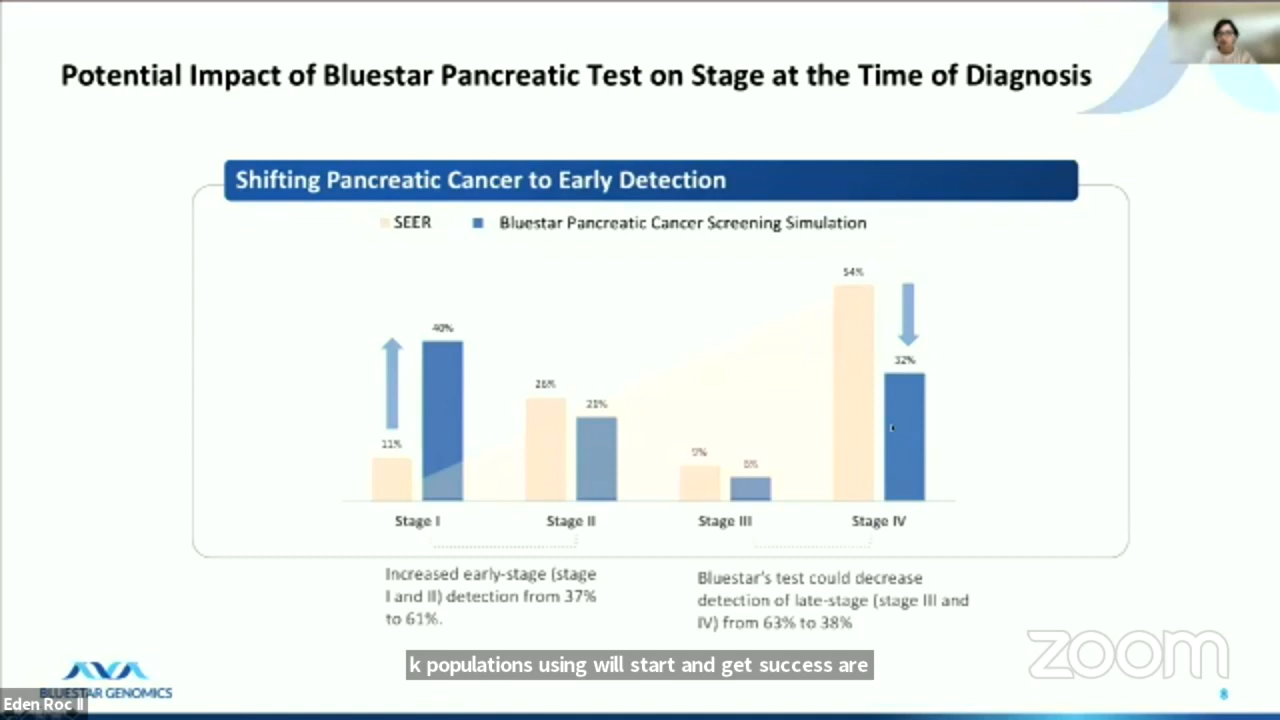 Potential Impact of Bluestar Pancreatic Test on Stage at the Time of Diagnosis
Shifting Pancreatic Cancer to Early Detection
SEER
Bluestar Pancreatic Cancer Screening Simulation
54%
40%
32%
26%
21%
11%
9%
Stage I
Stage II
Stage III
Stage IV
Increased early-stage (stage
I and II) detection from 37%
to 61%.
Bluestar's test could decrease
detection of late-stage (stage III and
IV) from 63% to 38%
k populations using will start and get success are
zoom
AVA
BLUESTAR GENOMICS
Eden Roc II
8